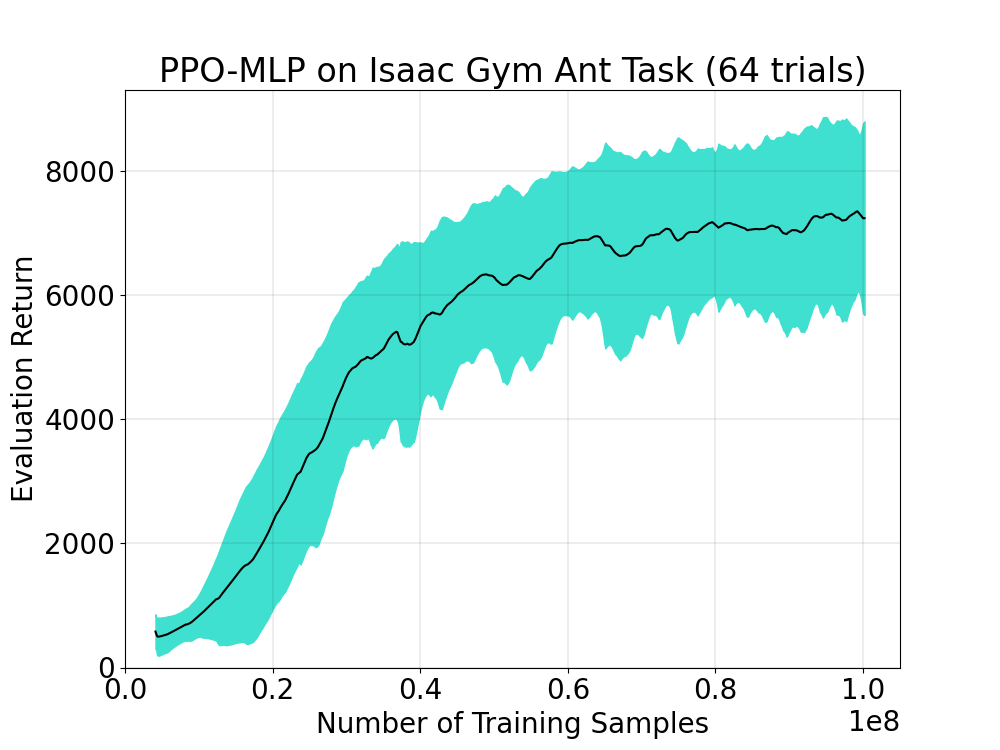 PPO-MLP on Isaac Gym Ant Task (64 trials)
Evaluation Return
8000
6000
4000
2000
0
0.0 0.2 0.4 0.6 0.8 1.0
1e8
Number of Training Samples